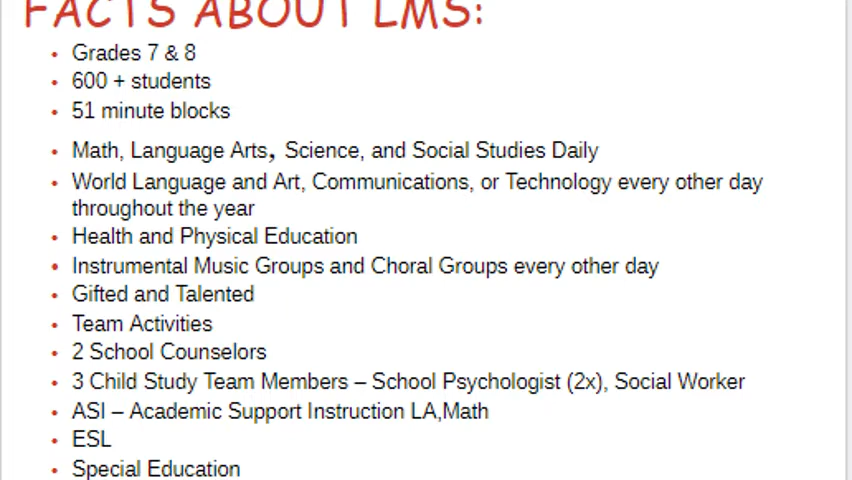 FACTS ABOUT LMS:
• Grades 7 & 8
• 600 + students
• 51 minute blocks
• Math, Language Arts, Science, and Social Studies Daily
• World Language and Art, Communications, or Technology every other day
throughout the year
• Health and Physical Education
• Instrumental Music Groups and Choral Groups every other day
• Gifted and Talented
• Team Activities
• 2 School Counselors
• 3 Child Study Team Members – School Psychologist (2x), Social Worker
• ASI – Academic Support Instruction LA,Math
• ESL
• Special Education